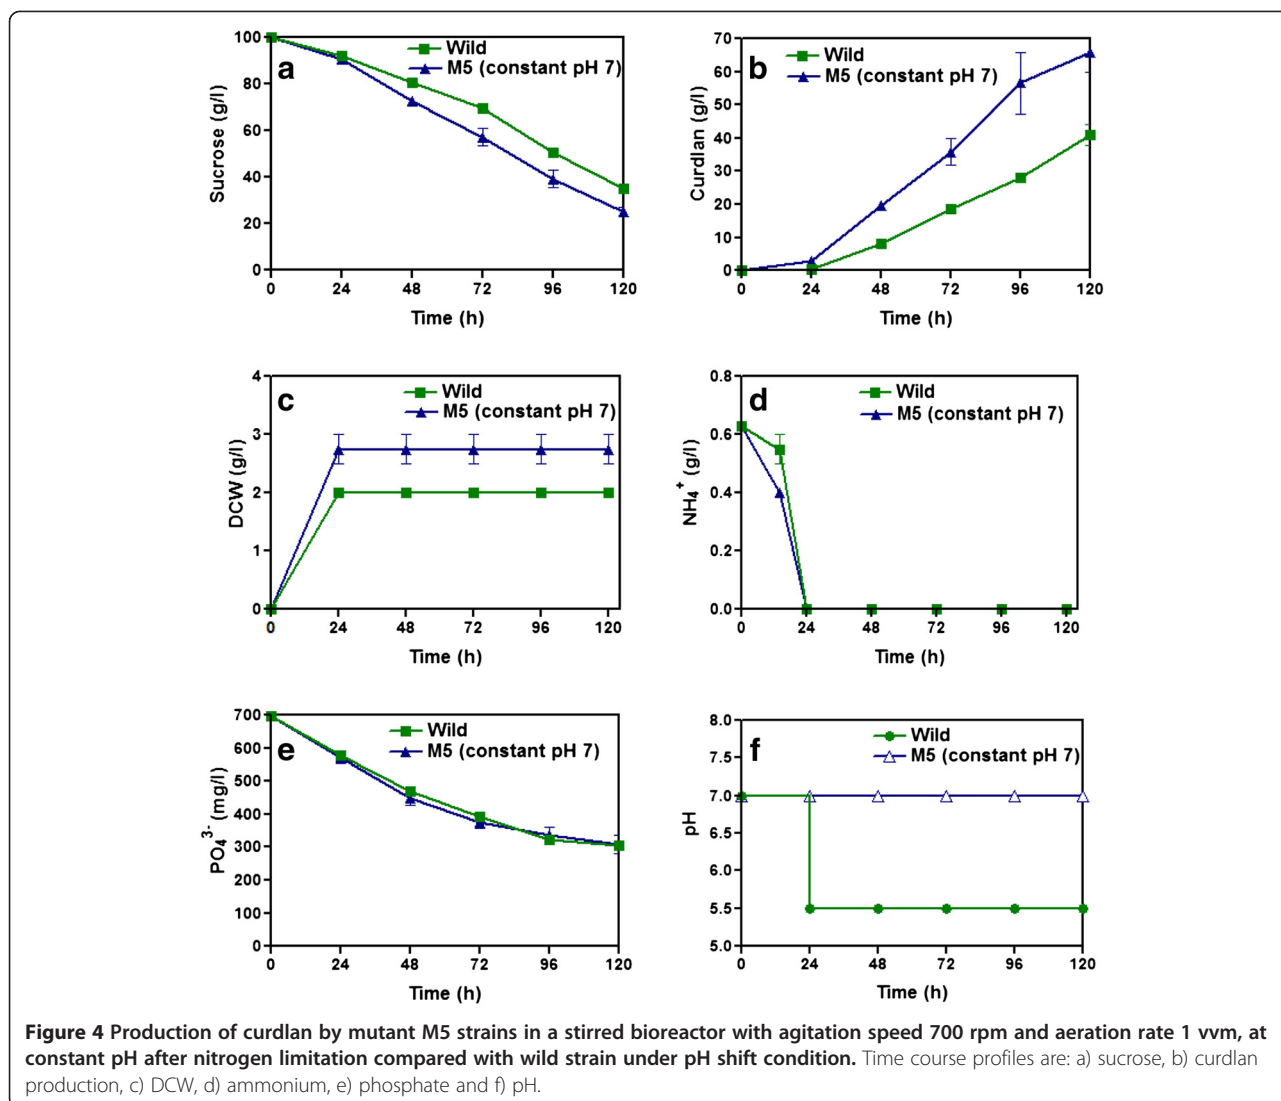 a
Wild
M5 (constant pH 7)
Sucrose (g/l)
100
80
60
40
20
0
0 24 48 72 96 120
Time (h)
b
Wild
M5 (constant pH 7)
Curdlan (g/l)
70
60
50
40
30
20
10
0
0 24 48 72 96 120
Time (h)
c
Wild
M5 (constant pH 7)
DCW (g/l)
4
3
2
1
0
0 24 48 72 96 120
Time (h)
d
Wild
M5 (constant pH 7)
NH₄⁺ (g/l)
0.8
0.6
0.4
0.2
0.0
0 24 48 72 96 120
Time (h)
e
Wild
M5 (constant pH 7)
PO₄³⁻ (mg/l)
700
600
500
400
300
200
100
0
0 24 48 72 96 120
Time (h)
f
Wild
M5 (constant pH 7)
pH
8.0
7.5
7.0
6.5
6.0
5.5
5.0
0 24 48 72 96 120
Time (h)
Figure 4 Production of curdlan by mutant M5 strains in a stirred bioreactor with agitation speed 700 rpm and aeration rate 1 vvm, at
constant pH after nitrogen limitation compared with wild strain under pH shift condition. Time course profiles are: a) sucrose, b) curdlan
production, c) DCW, d) ammonium, e) phosphate and f) pH.